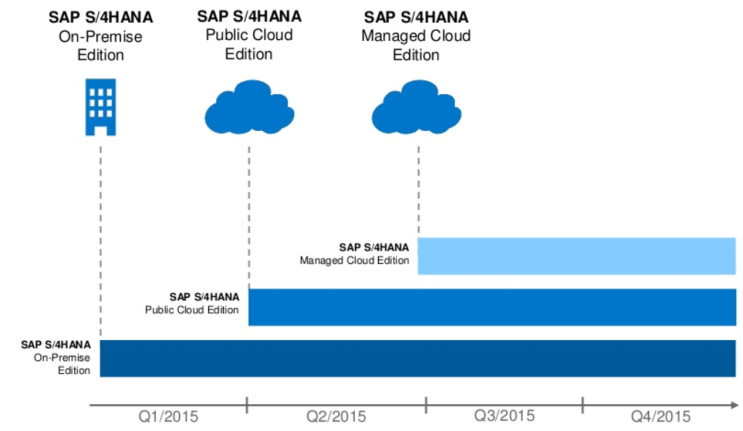 SAP S/4HANA
On-Premise
Edition
SAP S/4HANA
Public Cloud
Edition
SAP S/4HANA
Managed Cloud
Edition
SAP S/4HANA
Managed Cloud Edition
SAP S/4HANA
Public Cloud Edition
SAP S/4HANA
On-Premise
Edition
Q1/2015
Q2/2015
Q3/2015
Q4/2015